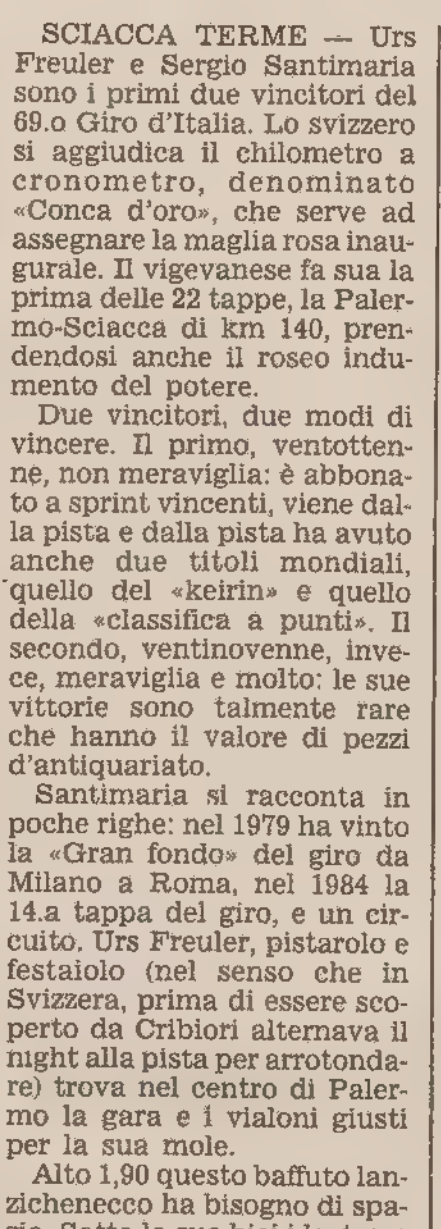 SCIACCA TERME — Urs
Freuler e Sergio Santimaria
sono i primi due vincitori del
69.o Giro d'Italia. Lo svizzero
si aggiudica il chilometro a
cronometro, denominato
«Conca d'oro», che serve ad
assegnare la maglia rosa inau-
gurale. Il vigevanese fa sua la
prima delle 22 tappe, la Paler-
mo-Sciacca di km 140, pren-
dendosi anche il roseo indu-
mento del potere.
Due vincitori, due modi di
vincere. Il primo, ventotten-
ne, non meraviglia: è abbona-
to a sprint vincenti, viene dal-
la pista e dalla pista ha avuto
anche due titoli mondiali,
quello del «keirin» e quello
della «classifica a punti». Il
secondo, ventinovenne, inve-
ce, meraviglia e molto: le sue
vittorie sono talmente rare
che hanno il valore di pezzi
d'antiquariato.
Santimaria si racconta in
poche righe: nel 1979 ha vinto
la «Gran fondo» del giro da
Milano a Roma, nel 1984 la
14.a tappa del giro, e un cir-
cuito. Urs Freuler, pistarolo e
festaiolo (nel senso che in
Svizzera, prima di essere sco-
perto da Cribiori alternava il
night alla pista per arrotonda-
re) trova nel centro di Paler-
mo la gara e i vialoni giusti
per la sua mole.
Alto 1,90 questo baffuto lan-
zichenecco ha bisogno di spa-